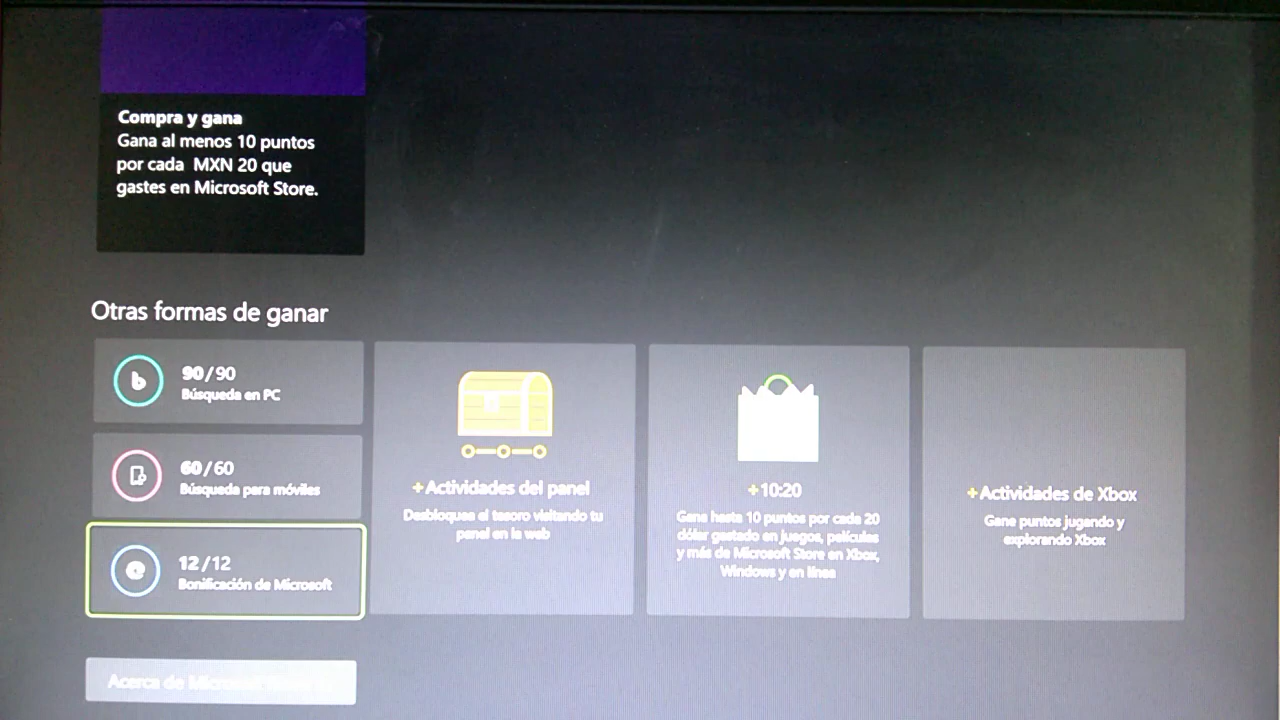 Compra y gana
Gana al menos 10 puntos
por cada MXN 20 que
gastes en Microsoft Store.
Otras formas de ganar
90/90
Búsqueda en PC
60/60
Búsqueda para móviles
12/12
Bonificación de Microsoft
+Actividades del panel
Desbloquea el tesoro visitando tu
panel en la web
+10:20
Gana hasta 10 puntos por cada 20
dólar gastado en juegos, películas
y más de Microsoft Store en Xbox,
Windows y en línea
+Actividades de Xbox
Gane puntos jugando y
explorando Xbox
Acerca de Microsoft